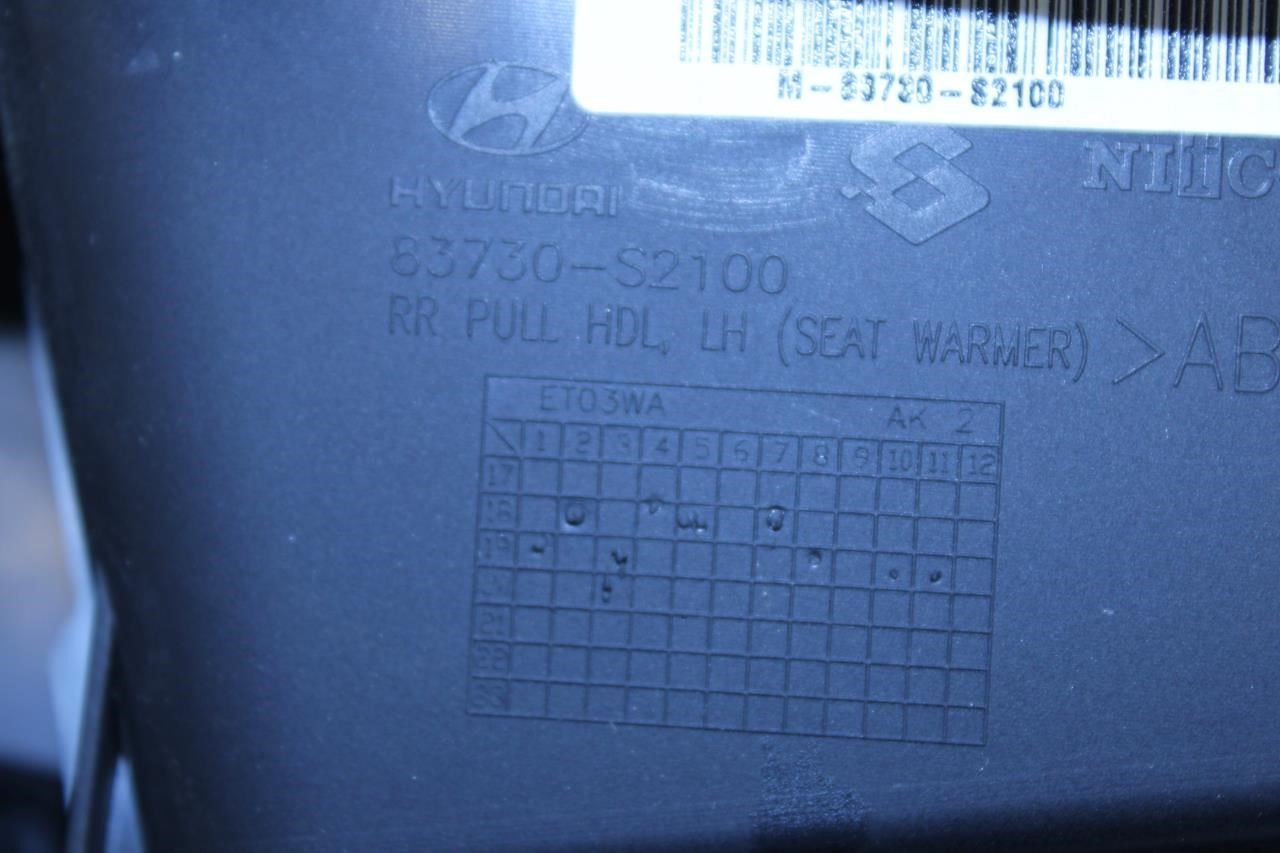 M-83730-S2100
HYUNDAI
NIfC
83730-S2100
RR PULL HDL, LH (SEAT WARMER) >AB
ET03WA AK 2
1 2 3 4 5 6 7 8 9 10 11 12
17
18
19
21
22
23